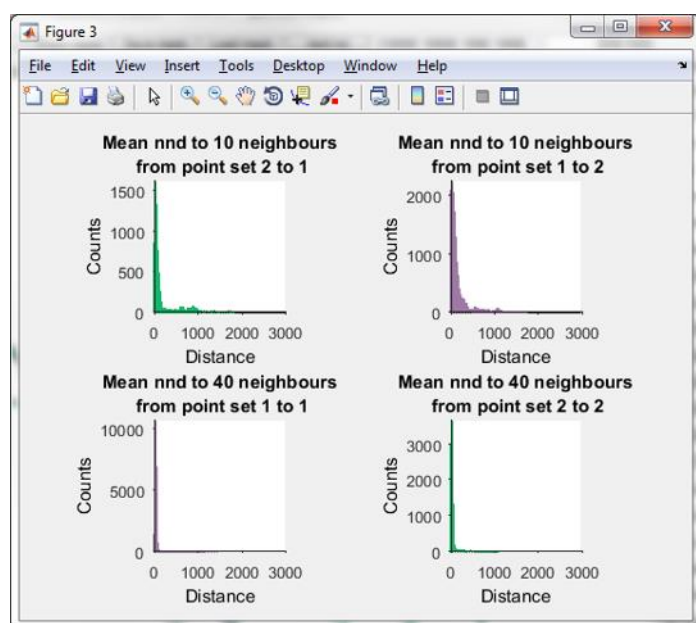 Figure 3
File Edit View Insert Tools Desktop Window Help
Mean nnd to 10 neighbours
from point set 2 to 1
1500
1000
500
0
Counts
0 1000 2000 3000
Distance
Mean nnd to 10 neighbours
from point set 1 to 2
2000
1000
0
Counts
0 1000 2000 3000
Distance
Mean nnd to 40 neighbours
from point set 1 to 1
10000
5000
0
Counts
0 1000 2000 3000
Distance
Mean nnd to 40 neighbours
from point set 2 to 2
3000
2000
1000
0
Counts
0 1000 2000 3000
Distance